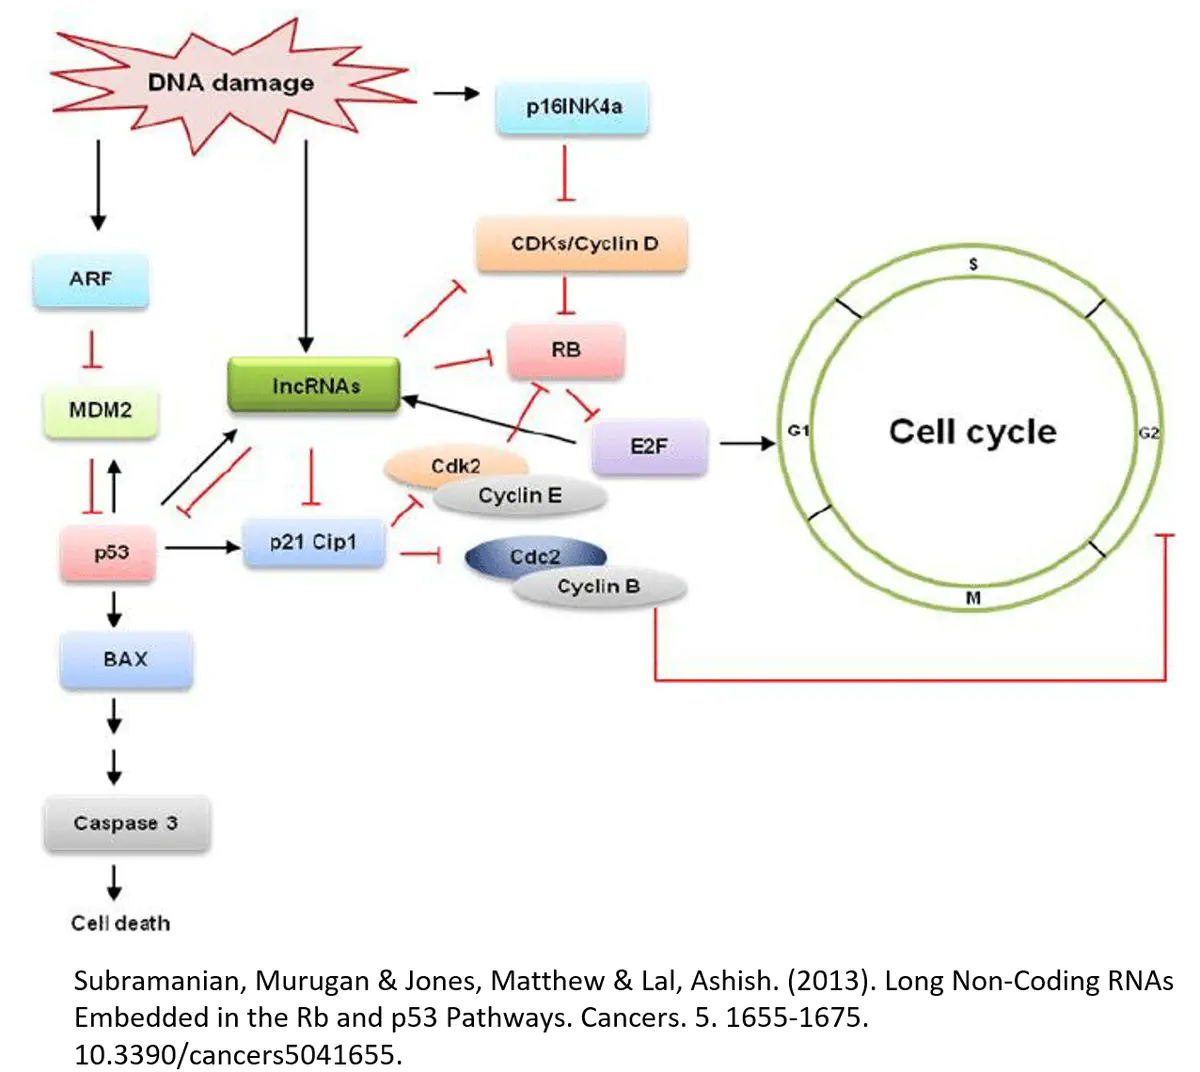 DNA damage
p16INK4a
CDKs/Cyclin D
ARF
S
RB
lncRNAs
MDM2
G1
Cell cycle
G2
E2F
Cdk2
Cyclin E
p53
p21 Cip1
Cdc2
Cyclin B
M
BAX
Caspase 3
Cell death
Subramanian, Murugan & Jones, Matthew & Lal, Ashish. (2013). Long Non-Coding RNAs
Embedded in the Rb and p53 Pathways. Cancers. 5. 1655-1675.
10.3390/cancers5041655.